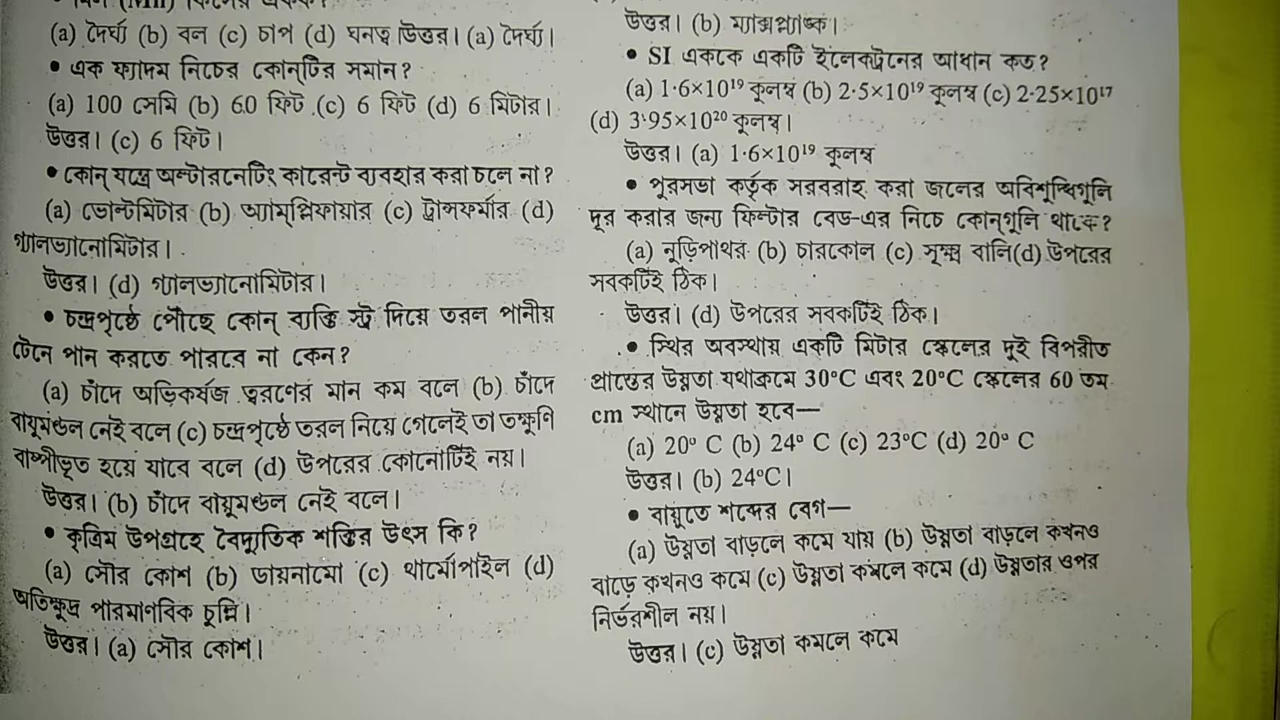 (a) দৈর্ঘ্য (b) বল (c) চাপ (d) ঘনত্ব উত্তর। (a) দৈর্ঘ্য।
• এক ফ্যাদম নিচের কোন্‌টির সমান?
(a) 100 সেমি (b) 60 ফিট (c) 6 ফিট (d) 6 মিটার।
উত্তর। (c) 6 ফিট।
• কোন্ যন্ত্রে অল্টারনেটিং কারেন্ট ব্যবহার করা চলে না?
(a) ভোল্টমিটার (b) অ্যাম্‌প্লিফায়ার (c) ট্রান্সফর্মার (d)
গ্যালভ্যানোমিটার।
উত্তর। (d) গ্যালভ্যানোমিটার।
• চন্দ্রপৃষ্ঠে পৌছে কোন্ ব্যক্তি স্ট্র দিয়ে তরল পানীয়
টেনে পান করতে পারবে না কেন?
(a) চাঁদে অভিকর্ষজ ত্বরণের মান কম বলে (b) চাঁদে
বায়ুমণ্ডল নেই বলে (c) চন্দ্রপৃষ্ঠে তরল নিয়ে গেলেই তা তক্ষুণি
বাষ্পীভূত হয়ে যাবে বলে (d) উপরের কোনোটিই নয়।
উত্তর। (b) চাঁদে বায়ুমণ্ডল নেই বলে।
• কৃত্রিম উপগ্রহে বৈদ্যুতিক শক্তির উৎস কি?
(a) সৌর কোশ (b) ডায়নামো (c) থার্মোপাইল (d)
অতিক্ষুদ্র পারমাণবিক চুল্লি।
উত্তর। (a) সৌর কোশ।
উত্তর। (b) ম্যাক্সপ্ল্যাঙ্ক।
• SI এককে একটি ইলেকট্রনের আধান কত?
(a) 1·6×10¹⁹ কুলম্ব (b) 2·5×10¹⁹ কুলম্ব (c) 2·25×10¹⁷
(d) 3·95×10²⁰ কুলম্ব।
উত্তর। (a) 1·6×10¹⁹ কুলম্ব
• পুরসভা কর্তৃক সরবরাহ করা জলের অবিশুদ্ধিগুলি
দূর করার জন্য ফিল্টার বেড-এর নিচে কোন্‌গুলি থাকে?
(a) নুড়িপাথর (b) চারকোল (c) সূক্ষ্ম বালি(d) উপরের
সবকটিই ঠিক।
উত্তর। (d) উপরের সবকটিই ঠিক।
• স্থির অবস্থায় একটি মিটার স্কেলের দুই বিপরীত
প্রান্তের উষ্ণতা যথাক্রমে 30°C এবং 20°C স্কেলের 60 তম
cm স্থানে উষ্ণতা হবে—
(a) 20° C (b) 24° C (c) 23°C (d) 20° C
উত্তর। (b) 24°C।
• বায়ুতে শব্দের বেগ—
(a) উষ্ণতা বাড়লে কমে যায় (b) উষ্ণতা বাড়লে কখনও
বাড়ে কখনও কমে (c) উষ্ণতা কমলে কমে (d) উষ্ণতার ওপর
নির্ভরশীল নয়।
উত্তর। (c) উষ্ণতা কমলে কমে